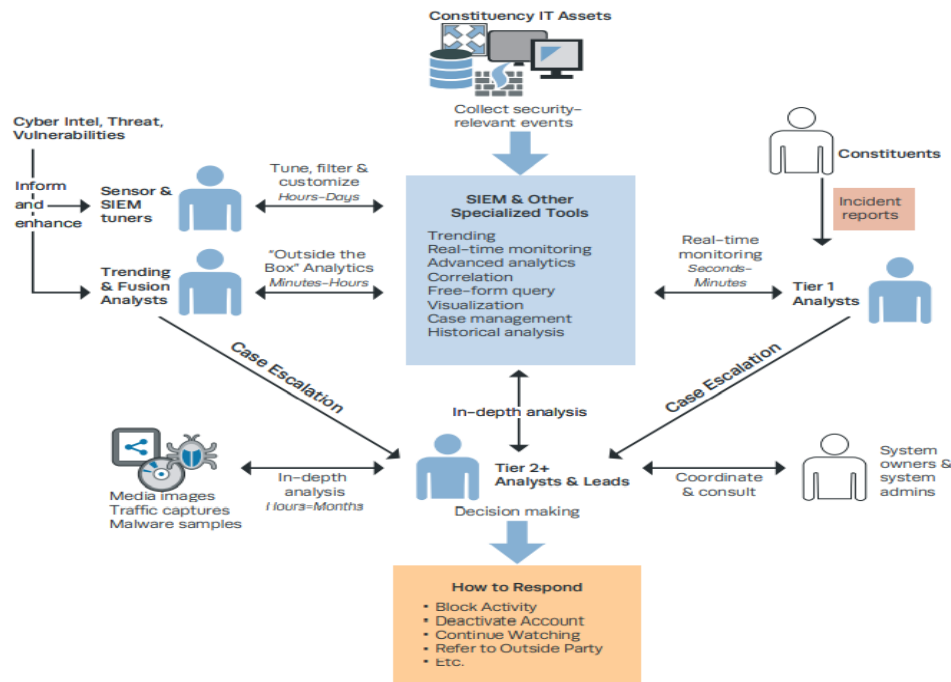 Constituency IT Assets
Collect security-
relevant events
Cyber Intel, Threat,
Vulnerabilities
Inform
and
enhance
Sensor &
SIEM
tuners
Tune, filter &
customize
Hours-Days
Trending
& Fusion
Analysts
"Outside the
Box" Analytics
Minutes-Hours
SIEM & Other
Specialized Tools
Trending
Real-time monitoring
Advanced analytics
Correlation
Free-form query
Visualization
Case management
Historical analysis
Constituents
Incident
reports
Real-time
monitoring
Seconds-
Minutes
Tier 1
Analysts
Case Escalation
Case Escalation
In-depth analysis
Media images
Traffic captures
Malware samples
In-depth
analysis
Hours=Months
Tier 2+
Analysts & Leads
Decision making
Coordinate
& consult
System
owners &
system
admins
How to Respond
• Block Activity
• Deactivate Account
• Continue Watching
• Refer to Outside Party
• Etc.